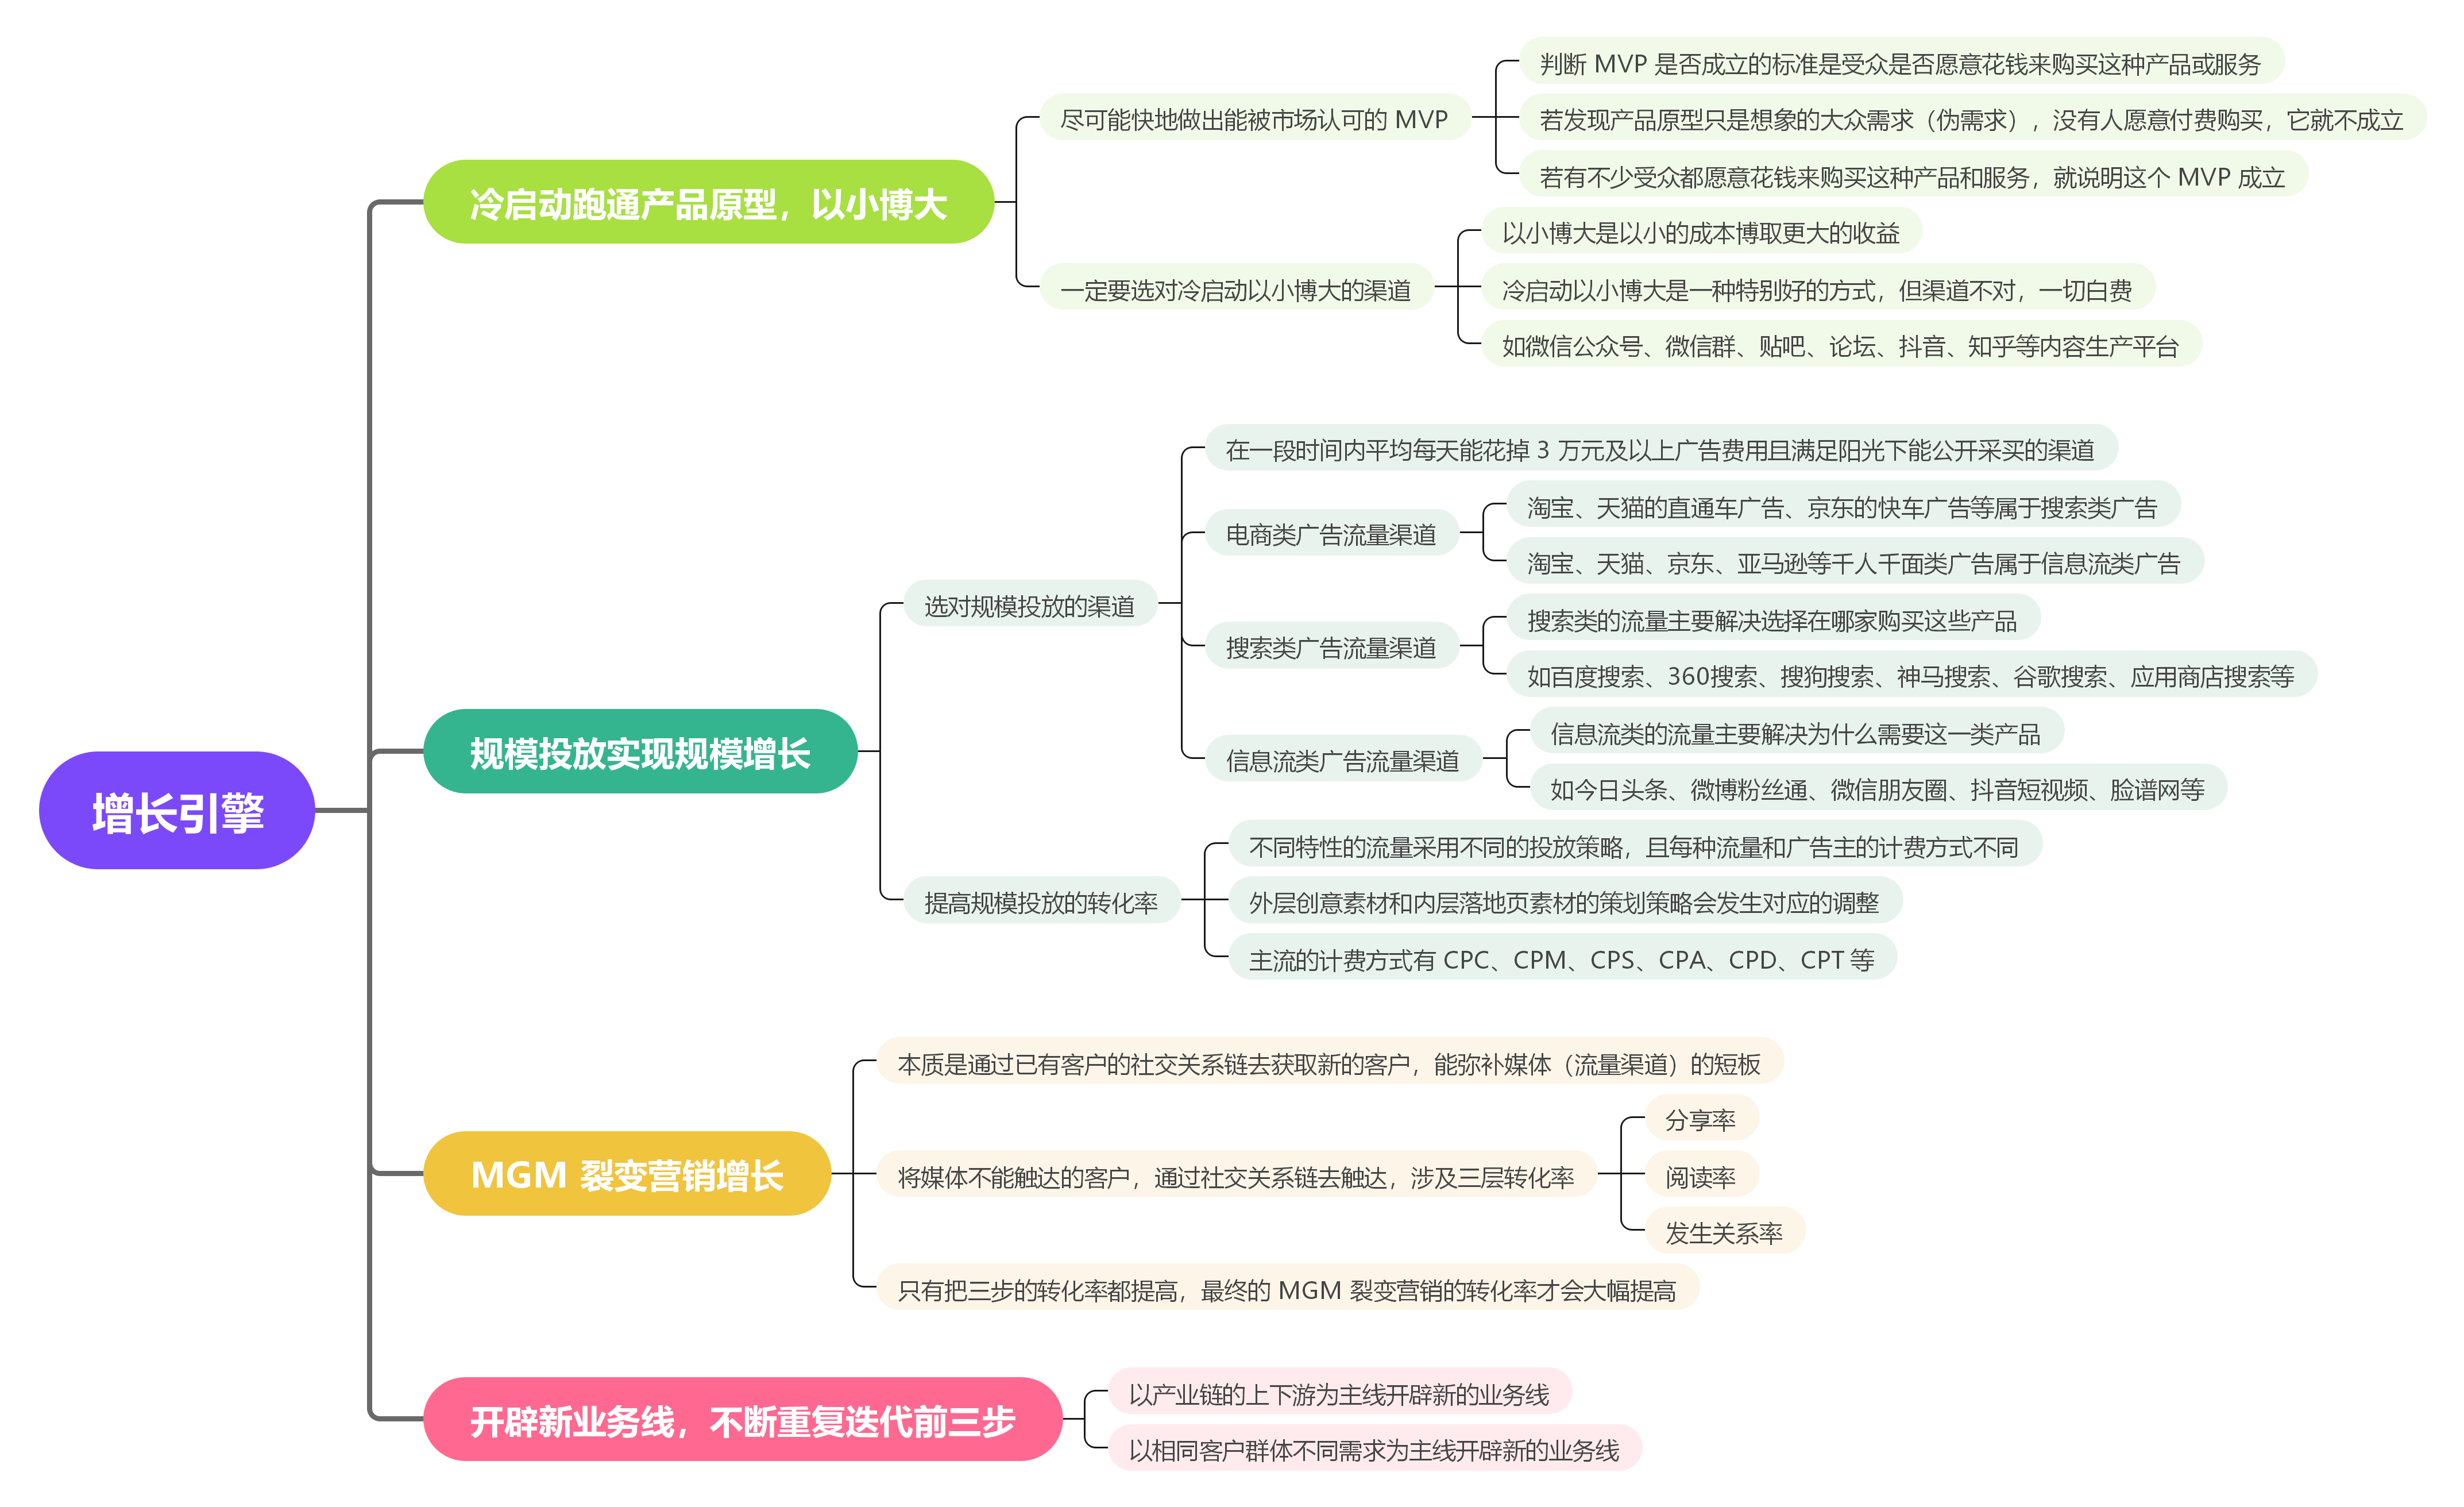 增长引擎
冷启动跑通产品原型，以小博大
尽可能快地做出能被市场认可的 MVP
判断 MVP 是否成立的标准是受众是否愿意花钱来购买这种产品或服务
若发现产品原型只是想象的大众需求（伪需求），没有人愿意付费购买，它就不成立
若有不少受众都愿意花钱来购买这种产品和服务，就说明这个 MVP 成立
一定要选对冷启动以小博大的渠道
以小博大是以小的成本博取更大的收益
冷启动以小博大是一种特别好的方式，但渠道不对，一切白费
如微信公众号、微信群、贴吧、论坛、抖音、知乎等内容生产平台
规模投放实现规模增长
选对规模投放的渠道
在一段时间内平均每天能花掉 3 万元及以上广告费用且满足阳光下能公开采买的渠道
电商类广告流量渠道
淘宝、天猫的直通车广告、京东的快车广告等属于搜索类广告
淘宝、天猫、京东、亚马逊等千人千面类广告属于信息流类广告
搜索类广告流量渠道
搜索类的流量主要解决选择在哪家购买这些产品
如百度搜索、360搜索、搜狗搜索、神马搜索、谷歌搜索、应用商店搜索等
信息流类广告流量渠道
信息流类的流量主要解决为什么需要这一类产品
如今日头条、微博粉丝通、微信朋友圈、抖音短视频、脸谱网等
提高规模投放的转化率
不同特性的流量采用不同的投放策略，且每种流量和广告主的计费方式不同
外层创意素材和内层落地页素材的策划策略会发生对应的调整
主流的计费方式有 CPC、CPM、CPS、CPA、CPD、CPT 等
MGM 裂变营销增长
本质是通过已有客户的社交关系链去获取新的客户，能弥补媒体（流量渠道）的短板
将媒体不能触达的客户，通过社交关系链去触达，涉及三层转化率
分享率
阅读率
发生关系率
只有把三步的转化率都提高，最终的 MGM 裂变营销的转化率才会大幅提高
开辟新业务线，不断重复迭代前三步
以产业链的上下游为主线开辟新的业务线
以相同客户群体不同需求为主线开辟新的业务线